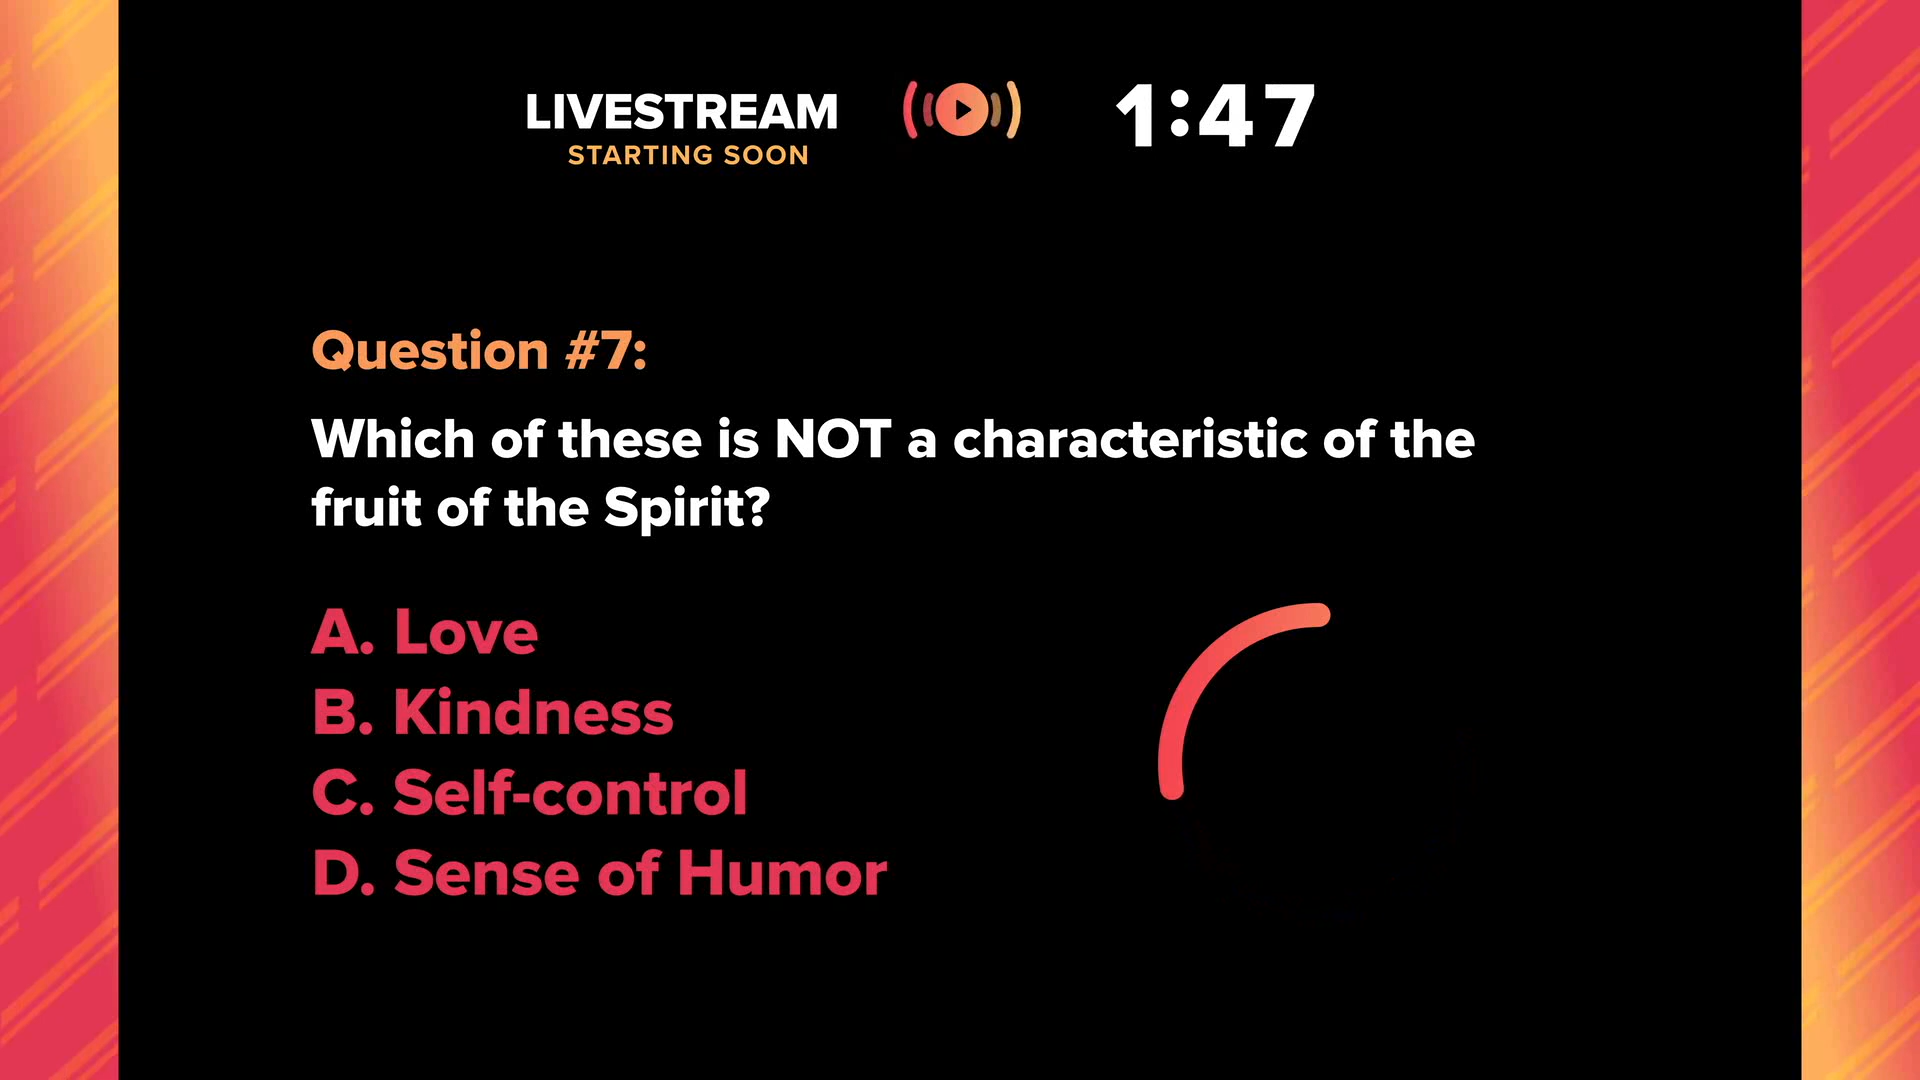 LIVESTREAM
STARTING SOON
1:47
Question #7:
Which of these is NOT a characteristic of the
fruit of the Spirit?
A. Love
B. Kindness
C. Self-control
D. Sense of Humor